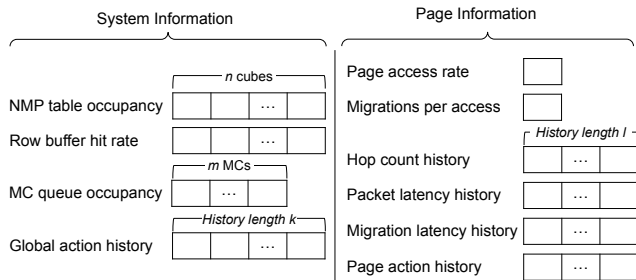 System Information
n cubes
NMP table occupancy
...
Row buffer hit rate
...
m MCs
MC queue occupancy
...
History length k
Global action history
...
Page Information
Page access rate
Migrations per access
History length l
Hop count history
...
Packet latency history
...
Migration latency history
...
Page action history
...